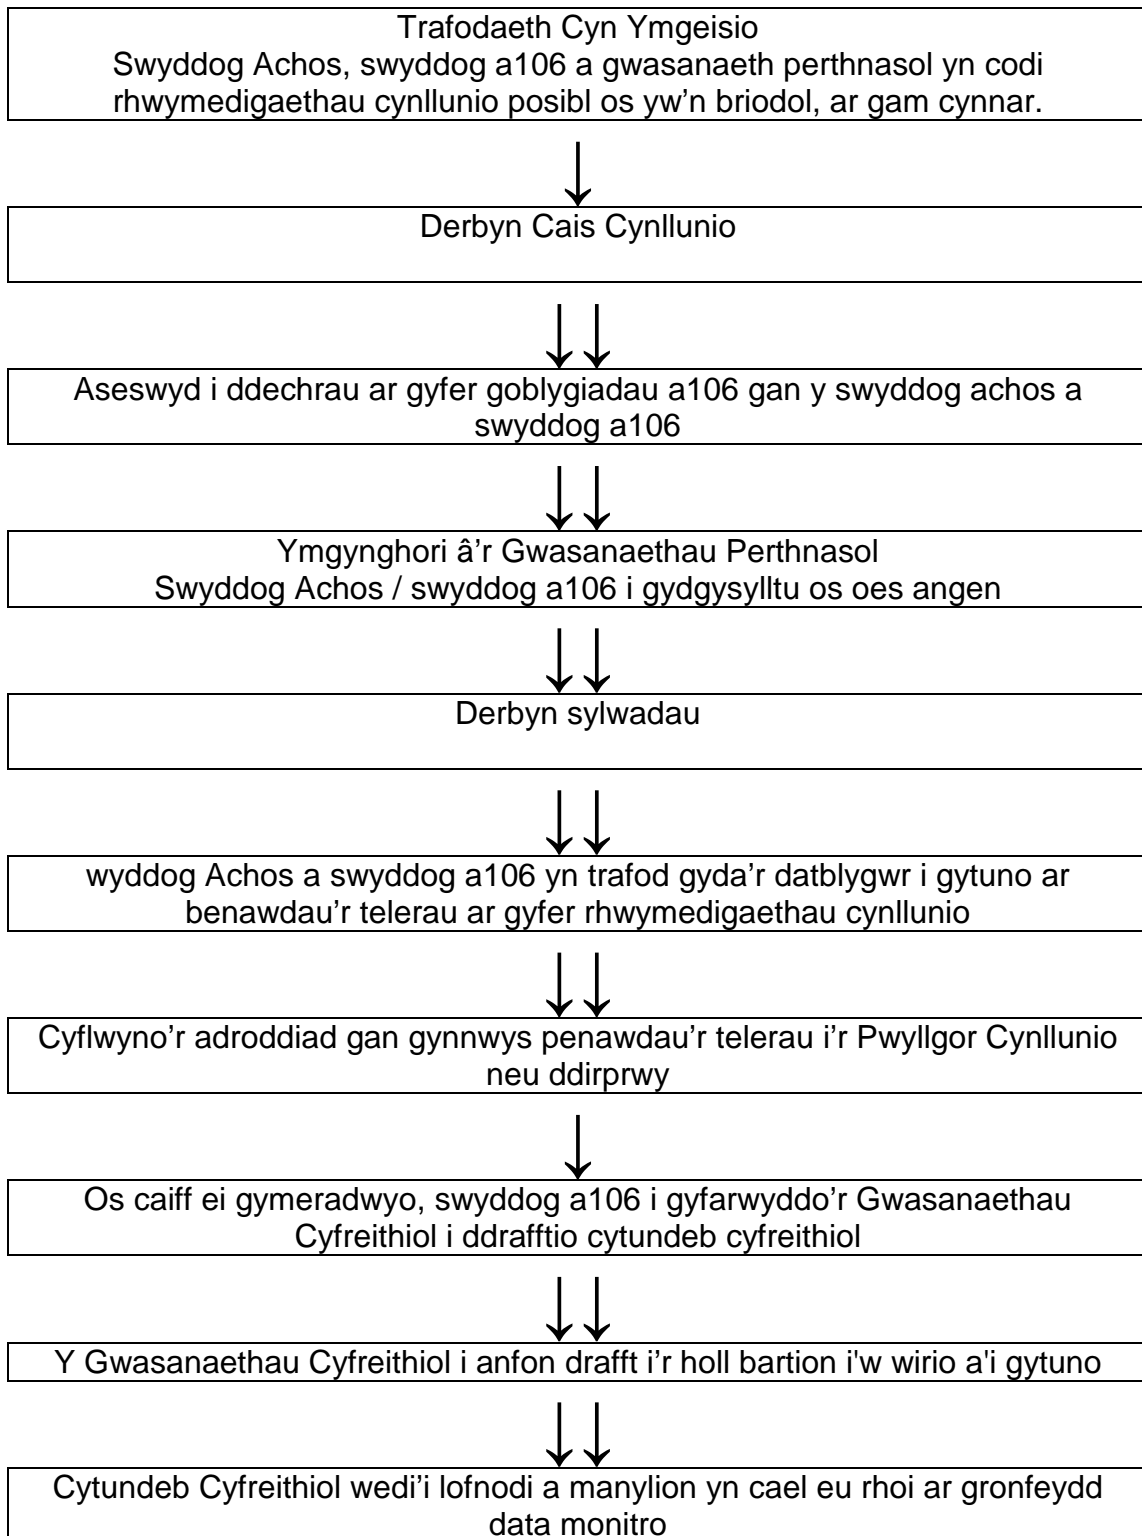 Trafodaeth Cyn Ymgeisio
Swyddog Achos, swyddog a106 a gwasanaeth perthnasol yn codi
rhwymedigaethau cynllunio posibl os yw’n briodol, ar gam cynnar.
Derbyn Cais Cynllunio
Aseswyd i ddechrau ar gyfer goblygiadau a106 gan y swyddog achos a
swyddog a106
Ymgynghori â’r Gwasanaethau Perthnasol
Swyddog Achos / swyddog a106 i gydgysylltu os oes angen
Derbyn sylwadau
wyddog Achos a swyddog a106 yn trafod gyda’r datblygwr i gytuno ar
benawdau’r telerau ar gyfer rhwymedigaethau cynllunio
Cyflwyno’r adroddiad gan gynnwys penawdau’r telerau i’r Pwyllgor Cynllunio
neu ddirprwy
Os caiff ei gymeradwyo, swyddog a106 i gyfarwyddo’r Gwasanaethau
Cyfreithiol i ddrafftio cytundeb cyfreithiol
Y Gwasanaethau Cyfreithiol i anfon drafft i’r holl bartion i'w wirio a'i gytuno
Cytundeb Cyfreithiol wedi’i lofnodi a manylion yn cael eu rhoi ar gronfeydd
data monitro